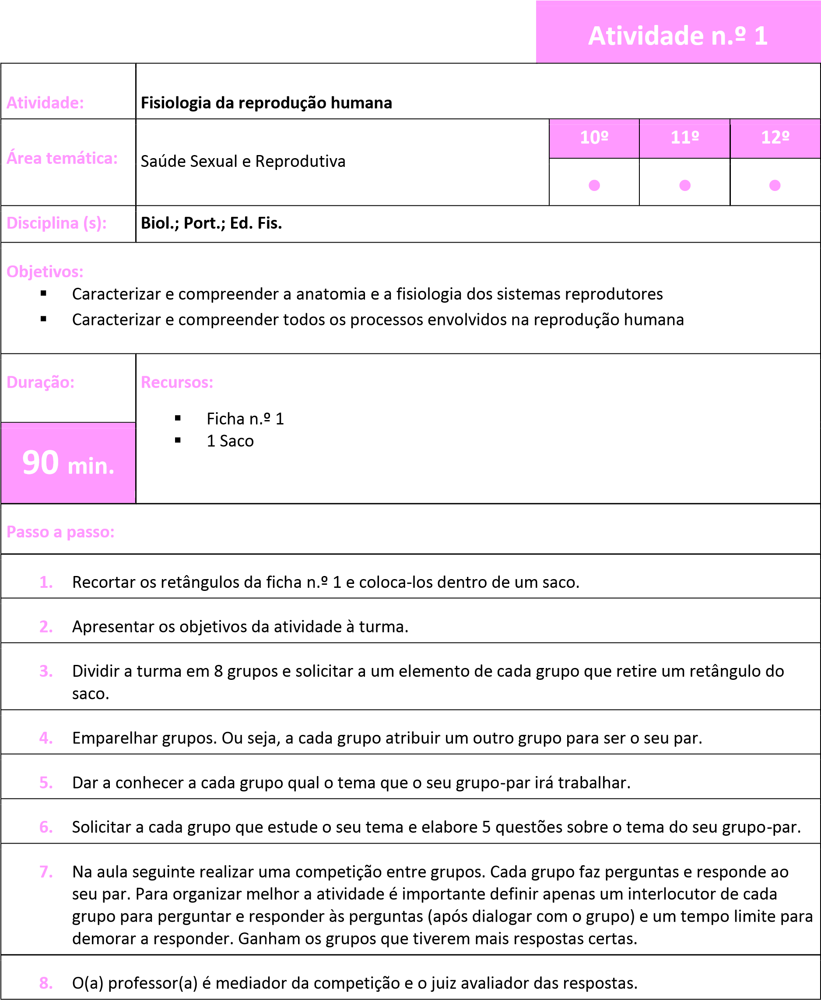 Atividade n.º 1
Atividade:
Fisiologia da reprodução humana
Área temática:
Saúde Sexual e Reprodutiva
10º
11º
12º
Disciplina (s):
Biol.; Port.; Ed. Fis.
Objetivos:
▪ Caracterizar e compreender a anatomia e a fisiologia dos sistemas reprodutores
▪ Caracterizar e compreender todos os processos envolvidos na reprodução humana
Duração:
90 min.
Recursos:
▪ Ficha n.º 1
▪ 1 Saco
Passo a passo:
1. Recortar os retângulos da ficha n.º 1 e coloca-los dentro de um saco.
2. Apresentar os objetivos da atividade à turma.
3. Dividir a turma em 8 grupos e solicitar a um elemento de cada grupo que retire um retângulo do
saco.
4. Emparelhar grupos. Ou seja, a cada grupo atribuir um outro grupo para ser o seu par.
5. Dar a conhecer a cada grupo qual o tema que o seu grupo-par irá trabalhar.
6. Solicitar a cada grupo que estude o seu tema e elabore 5 questões sobre o tema do seu grupo-par.
7. Na aula seguinte realizar uma competição entre grupos. Cada grupo faz perguntas e responde ao
seu par. Para organizar melhor a atividade é importante definir apenas um interlocutor de cada
grupo para perguntar e responder às perguntas (após dialogar com o grupo) e um tempo limite para
demorar a responder. Ganham os grupos que tiverem mais respostas certas.
8. O(a) professor(a) é mediador da competição e o juiz avaliador das respostas.